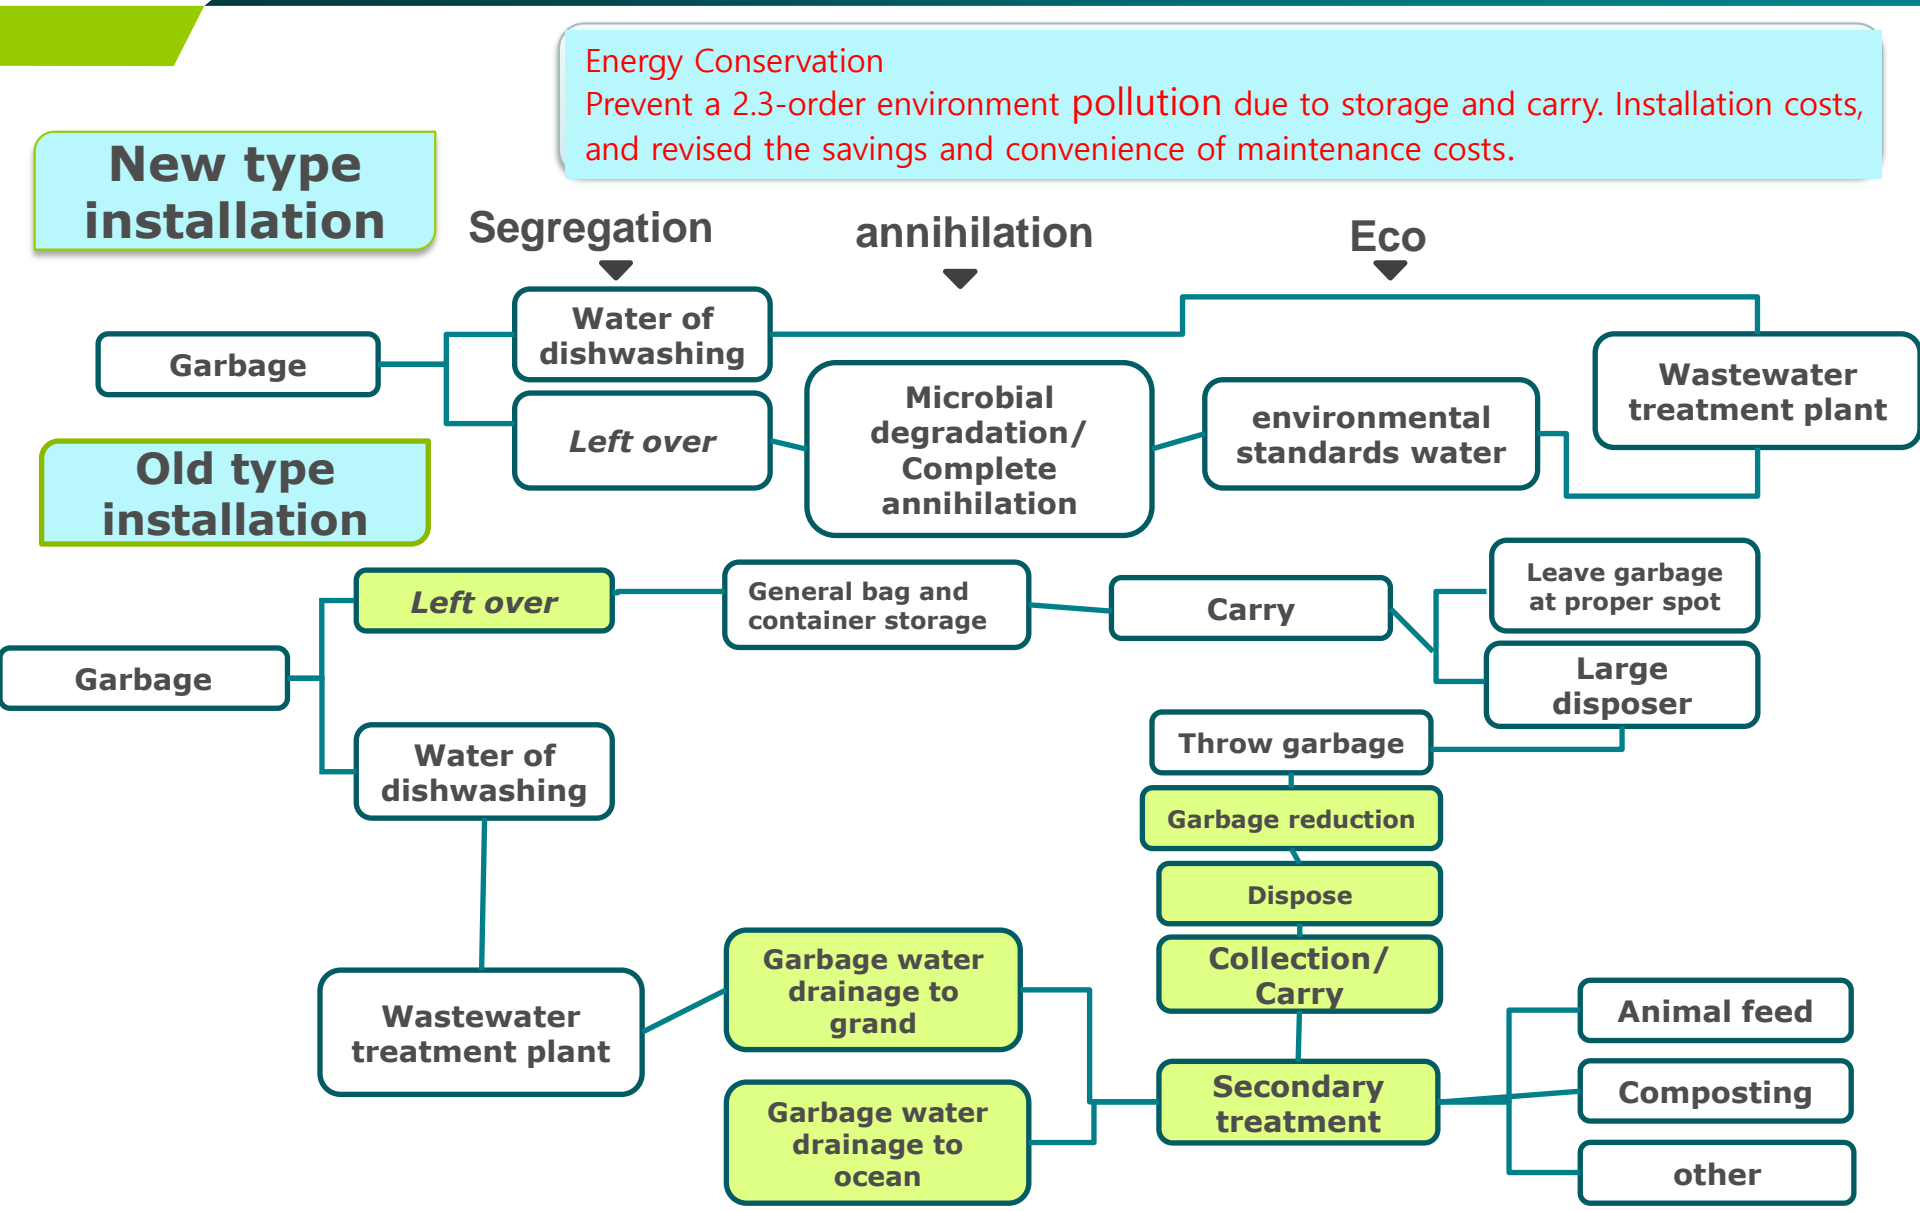 Energy Conservation
Prevent a 2.3-order environment pollution due to storage and carry. Installation costs,
and revised the savings and convenience of maintenance costs.
New type
installation
Segregation
annihilation
Eco
Garbage
Water of
dishwashing
Left over
Microbial
degradation/
Complete
annihilation
environmental
standards water
Wastewater
treatment plant
Old type
installation
Garbage
Left over
General bag and
container storage
Carry
Leave garbage
at proper spot
Large
disposer
Water of
dishwashing
Throw garbage
Garbage reduction
Dispose
Collection/
Carry
Wastewater
treatment plant
Garbage water
drainage to
grand
Garbage water
drainage to
ocean
Secondary
treatment
Animal feed
Composting
other